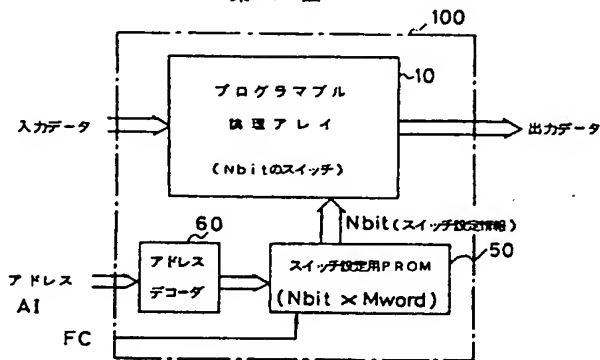 100
10
プログラマブル
論理アレイ
(Nbitのスイッチ)
入力データ
出力データ
Nbit(スイッチ設定情報)
60
50
アドレス
デコーダ
スイッチ設定用PROM
(Nbit × Mword)
アドレス
AI
FC